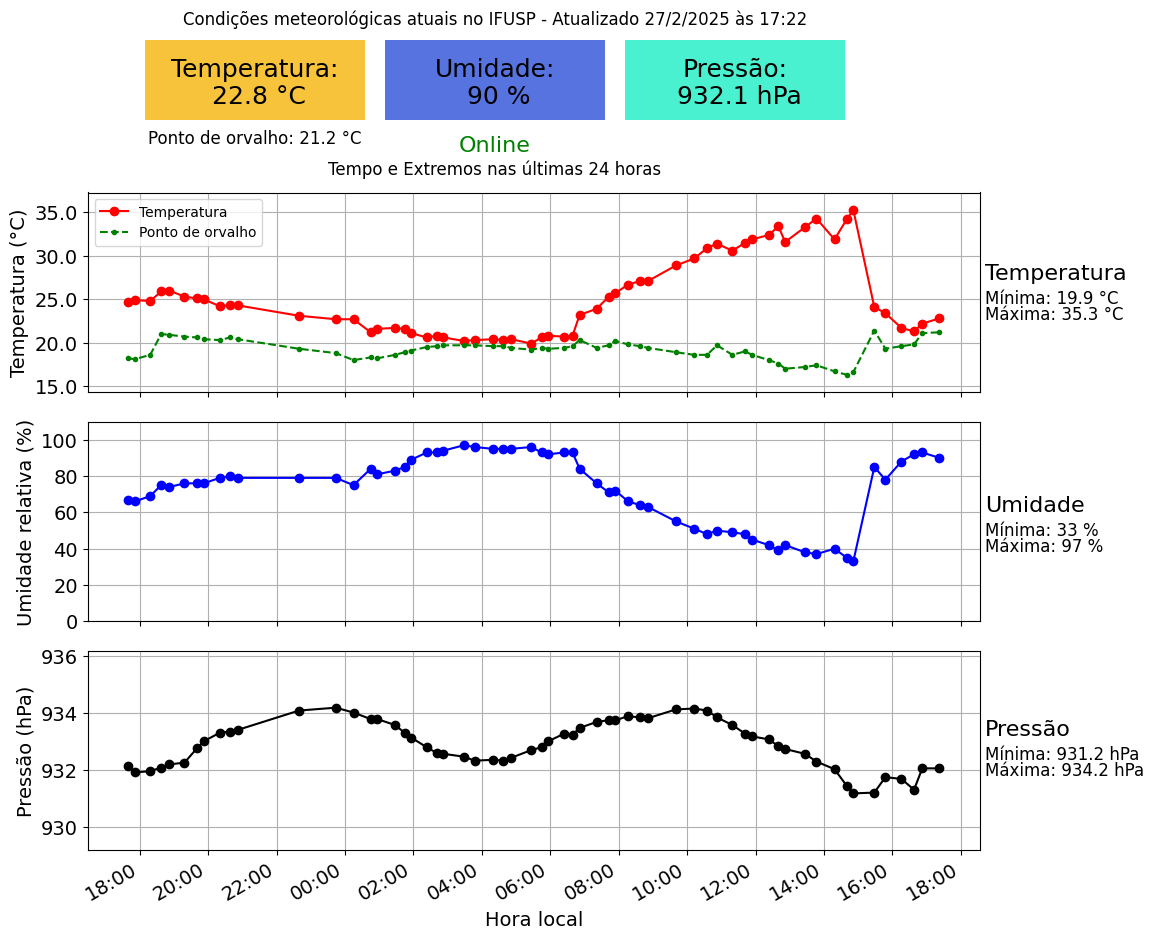 Condições meteorológicas atuais no IFUSP - Atualizado 27/2/2025 às 17:22
Temperatura:
22.8 °C
Umidade:
90 %
Pressão:
932.1 hPa
Ponto de orvalho: 21.2 °C
Online
Tempo e Extremos nas últimas 24 horas
Temperatura (°C)
35.0
30.0
25.0
20.0
15.0
Temperatura
Ponto de orvalho
Temperatura
Mínima: 19.9 °C
Máxima: 35.3 °C
Umidade relativa (%)
100
80
60
40
20
0
Umidade
Mínima: 33 %
Máxima: 97 %
Pressão (hPa)
936
934
932
930
Pressão
Mínima: 931.2 hPa
Máxima: 934.2 hPa
18:00
20:00
22:00
00:00
02:00
04:00
06:00
08:00
10:00
12:00
14:00
16:00
18:00
Hora local